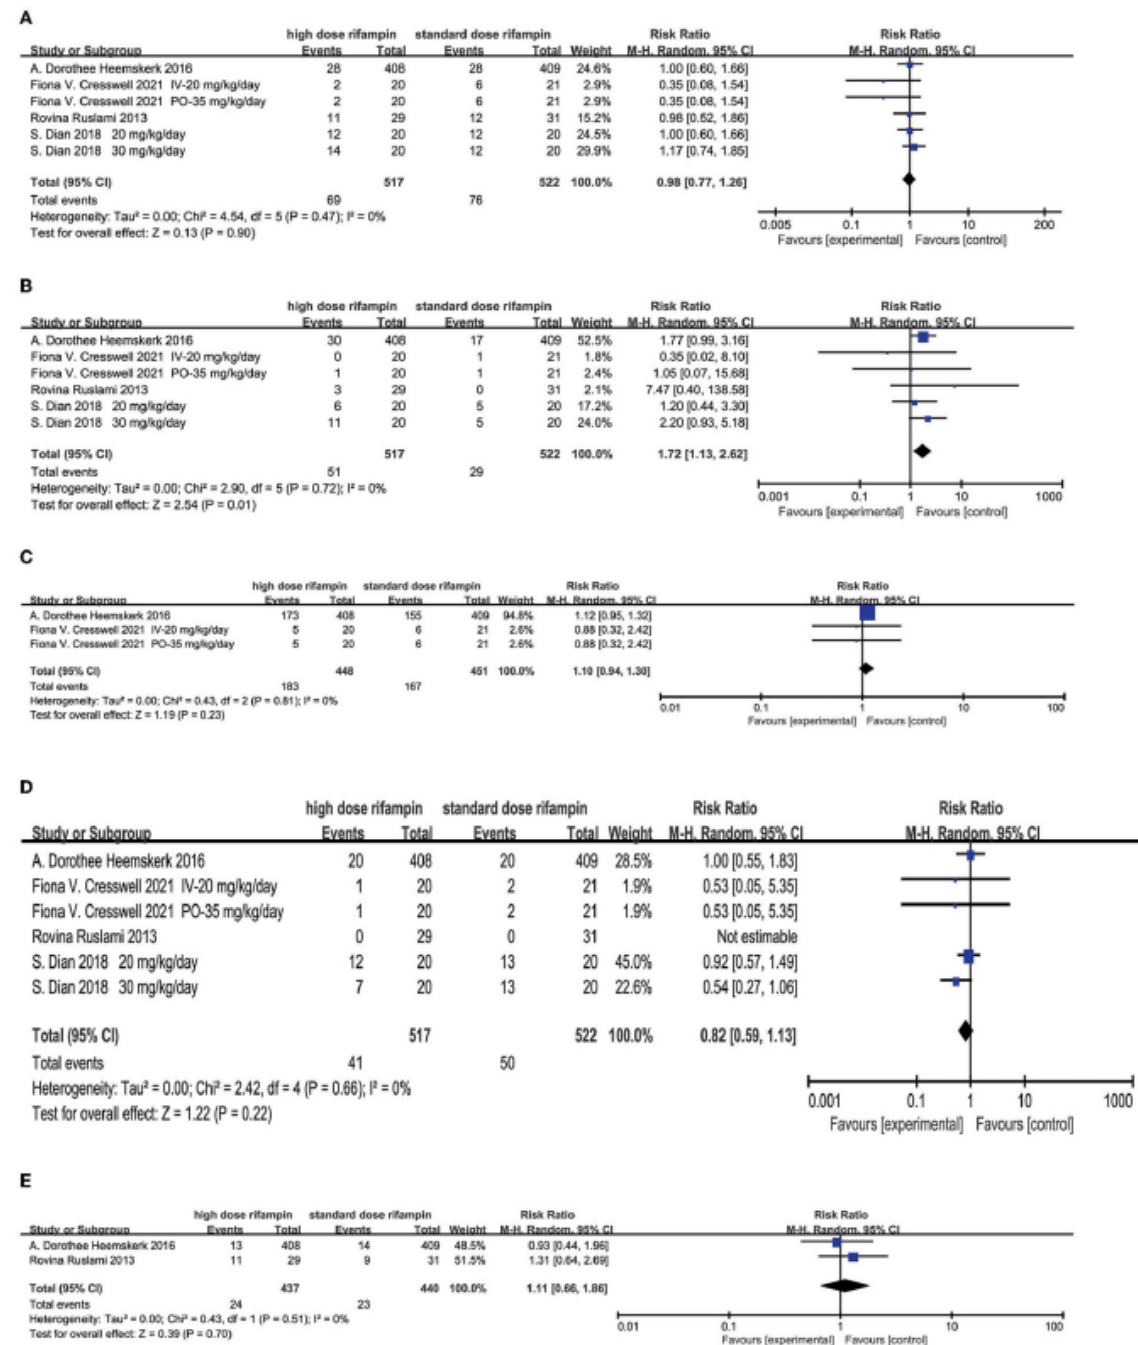 A
high dose rifampin standard dose rifampin Risk Ratio Risk Ratio
Study or Subgroup Events Total Events Total Weight M-H. Random. 95% CI M-H. Random. 95% CI
A. Dorothee Heemskerk 2016 28 408 28 409 24.6% 1.00 [0.60, 1.66]
Fiona V. Cresswell 2021 IV-20 mg/kg/day 2 20 6 21 2.9% 0.35 [0.08, 1.54]
Fiona V. Cresswell 2021 PO-35 mg/kg/day 2 20 6 21 2.9% 0.35 [0.08, 1.54]
Rovina Ruslami 2013 11 29 12 31 15.2% 0.98 [0.52, 1.86]
S. Dian 2018 20 mg/kg/day 12 20 12 20 24.5% 1.00 [0.60, 1.66]
S. Dian 2018 30 mg/kg/day 14 20 12 20 29.9% 1.17 [0.74, 1.85]
Total (95% CI) 517 522 100.0% 0.98 [0.77, 1.26]
Total events 69 76
Heterogeneity: Tau² = 0.00; Chi² = 4.54, df = 5 (P = 0.47); I² = 0%
Test for overall effect: Z = 0.13 (P = 0.90)
0.005 0.1 1 10 200
Favours [experimental] Favours [control]
B
high dose rifampin standard dose rifampin Risk Ratio Risk Ratio
Study or Subgroup Events Total Events Total Weight M-H. Random. 95% CI M-H. Random. 95% CI
A. Dorothee Heemskerk 2016 30 408 17 409 52.5% 1.77 [0.99, 3.16]
Fiona V. Cresswell 2021 IV-20 mg/kg/day 0 20 1 21 1.8% 0.35 [0.02, 8.10]
Fiona V. Cresswell 2021 PO-35 mg/kg/day 1 20 1 21 2.4% 1.05 [0.07, 15.68]
Rovina Ruslami 2013 3 29 0 31 2.1% 7.47 [0.40, 138.58]
S. Dian 2018 20 mg/kg/day 6 20 5 20 17.2% 1.20 [0.44, 3.30]
S. Dian 2018 30 mg/kg/day 11 20 5 20 24.0% 2.20 [0.93, 5.18]
Total (95% CI) 517 522 100.0% 1.72 [1.13, 2.62]
Total events 51 29
Heterogeneity: Tau² = 0.00; Chi² = 2.90, df = 5 (P = 0.72); I² = 0%
Test for overall effect: Z = 2.54 (P = 0.01)
0.001 0.1 1 10 1000
Favours [experimental] Favours [control]
C
high dose rifampin standard dose rifampin Risk Ratio Risk Ratio
Study or Subgroup Events Total Events Total Weight M-H. Random. 95% CI M-H. Random. 95% CI
A. Dorothee Heemskerk 2016 173 408 155 409 94.8% 1.12 [0.95, 1.32]
Fiona V. Cresswell 2021 IV-20 mg/kg/day 5 20 6 21 2.6% 0.88 [0.32, 2.42]
Fiona V. Cresswell 2021 PO-35 mg/kg/day 5 20 6 21 2.6% 0.88 [0.32, 2.42]
Total (95% CI) 448 451 100.0% 1.10 [0.94, 1.30]
Total events 183 167
Heterogeneity: Tau² = 0.00; Chi² = 0.43, df = 2 (P = 0.81); I² = 0%
Test for overall effect: Z = 1.19 (P = 0.23)
0.01 0.1 1 10 100
Favours [experimental] Favours [control]
D
high dose rifampin standard dose rifampin Risk Ratio Risk Ratio
Study or Subgroup Events Total Events Total Weight M-H. Random. 95% CI M-H. Random. 95% CI
A. Dorothee Heemskerk 2016 20 408 20 409 28.5% 1.00 [0.55, 1.83]
Fiona V. Cresswell 2021 IV-20 mg/kg/day 1 20 2 21 1.9% 0.53 [0.05, 5.35]
Fiona V. Cresswell 2021 PO-35 mg/kg/day 1 20 2 21 1.9% 0.53 [0.05, 5.35]
Rovina Ruslami 2013 0 29 0 31 Not estimable
S. Dian 2018 20 mg/kg/day 12 20 13 20 45.0% 0.92 [0.57, 1.49]
S. Dian 2018 30 mg/kg/day 7 20 13 20 22.6% 0.54 [0.27, 1.06]
Total (95% CI) 517 522 100.0% 0.82 [0.59, 1.13]
Total events 41 50
Heterogeneity: Tau² = 0.00; Chi² = 2.42, df = 4 (P = 0.66); I² = 0%
Test for overall effect: Z = 1.22 (P = 0.22)
0.001 0.1 1 10 1000
Favours [experimental] Favours [control]
E
high dose rifampin standard dose rifampin Risk Ratio Risk Ratio
Study or Subgroup Events Total Events Total Weight M-H. Random. 95% CI M-H. Random. 95% CI
A. Dorothee Heemskerk 2016 13 408 14 409 48.5% 0.93 [0.44, 1.96]
Rovina Ruslami 2013 11 29 9 31 51.5% 1.31 [0.64, 2.69]
Total (95% CI) 437 440 100.0% 1.11 [0.66, 1.86]
Total events 24 23
Heterogeneity: Tau² = 0.00; Chi² = 0.43, df = 1 (P = 0.51); I² = 0%
Test for overall effect: Z = 0.39 (P = 0.70)
0.01 0.1 1 10 100
Favours [experimental] Favours [control]